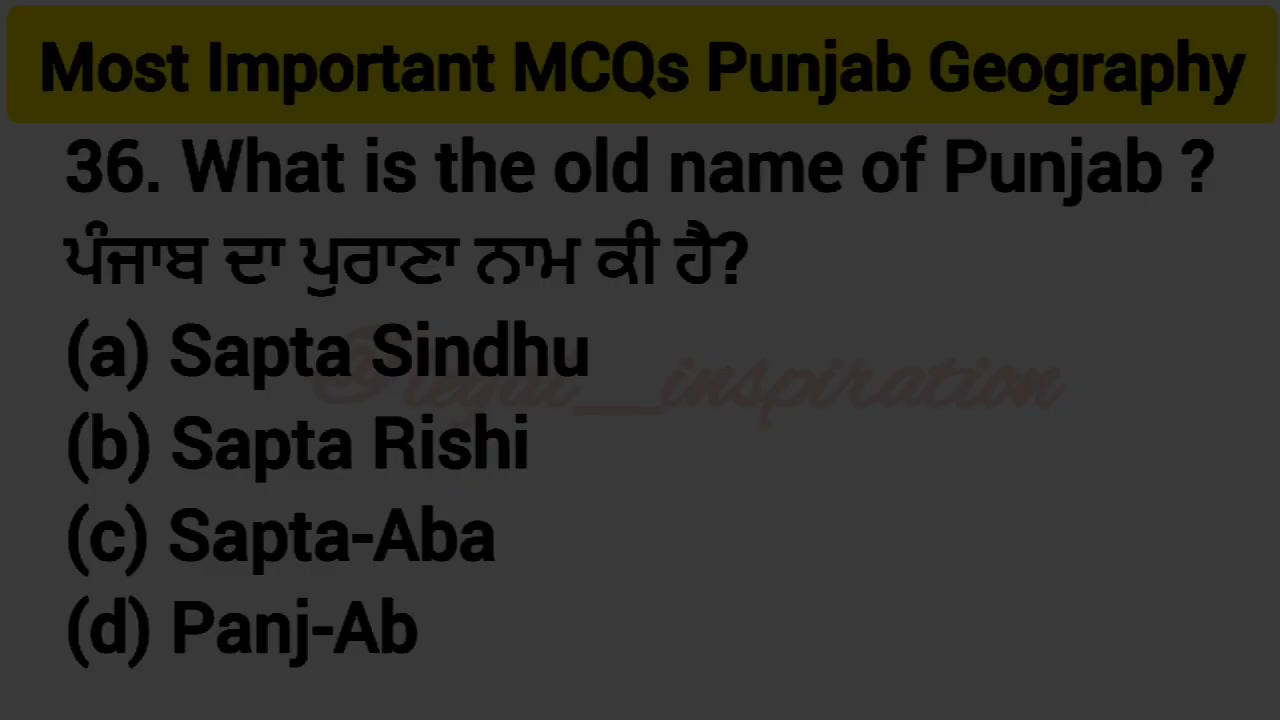 Most Important MCQs Punjab Geography
36. What is the old name of Punjab ?
ਪੰਜਾਬ ਦਾ ਪੁਰਾਣਾ ਨਾਮ ਕੀ ਹੈ?
(a) Sapta Sindhu
@regal__inspiration
(b) Sapta Rishi
(c) Sapta-Aba
(d) Panj-Ab